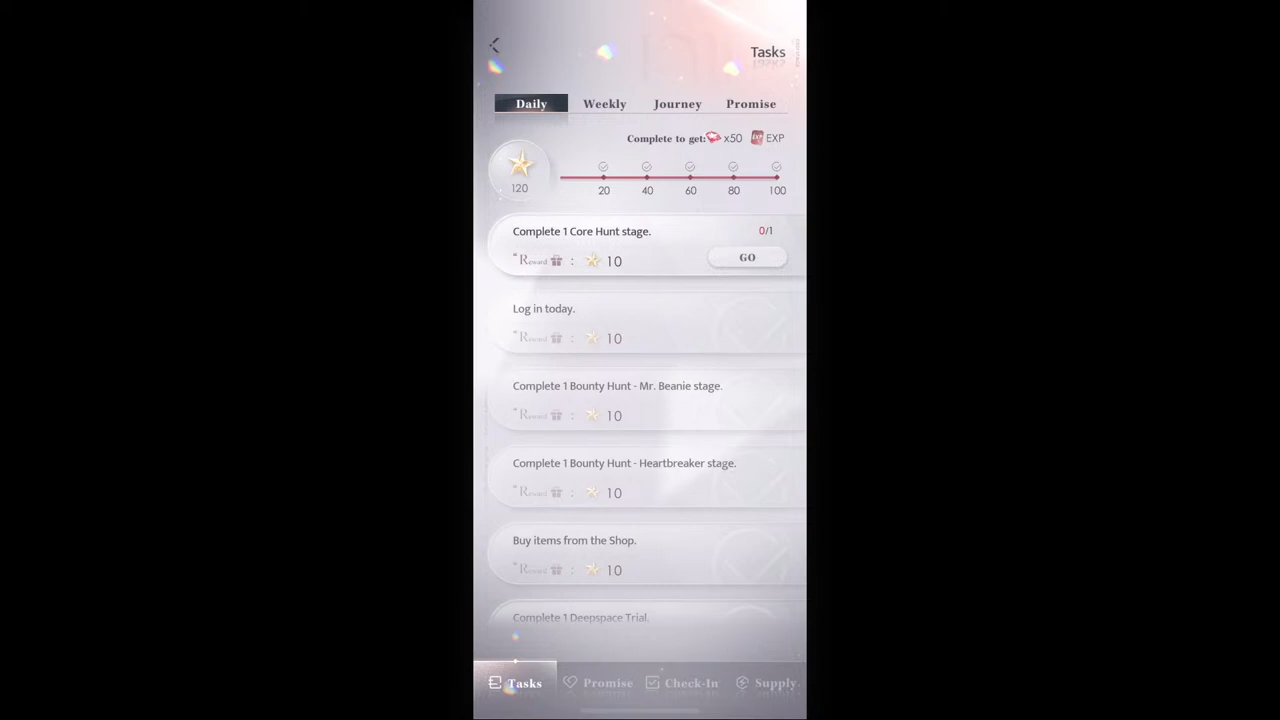 Tasks
Daily Weekly Journey Promise
Complete to get: x50 EXP
120
20 40 60 80 100
Complete 1 Core Hunt stage. 0/1
Reward : 10 GO
Log in today.
Reward : 10
Complete 1 Bounty Hunt - Mr. Beanie stage.
Reward : 10
Complete 1 Bounty Hunt - Heartbreaker stage.
Reward : 10
Buy items from the Shop.
Reward : 10
Complete 1 Deepspace Trial.
Tasks Promise Check-In Supply